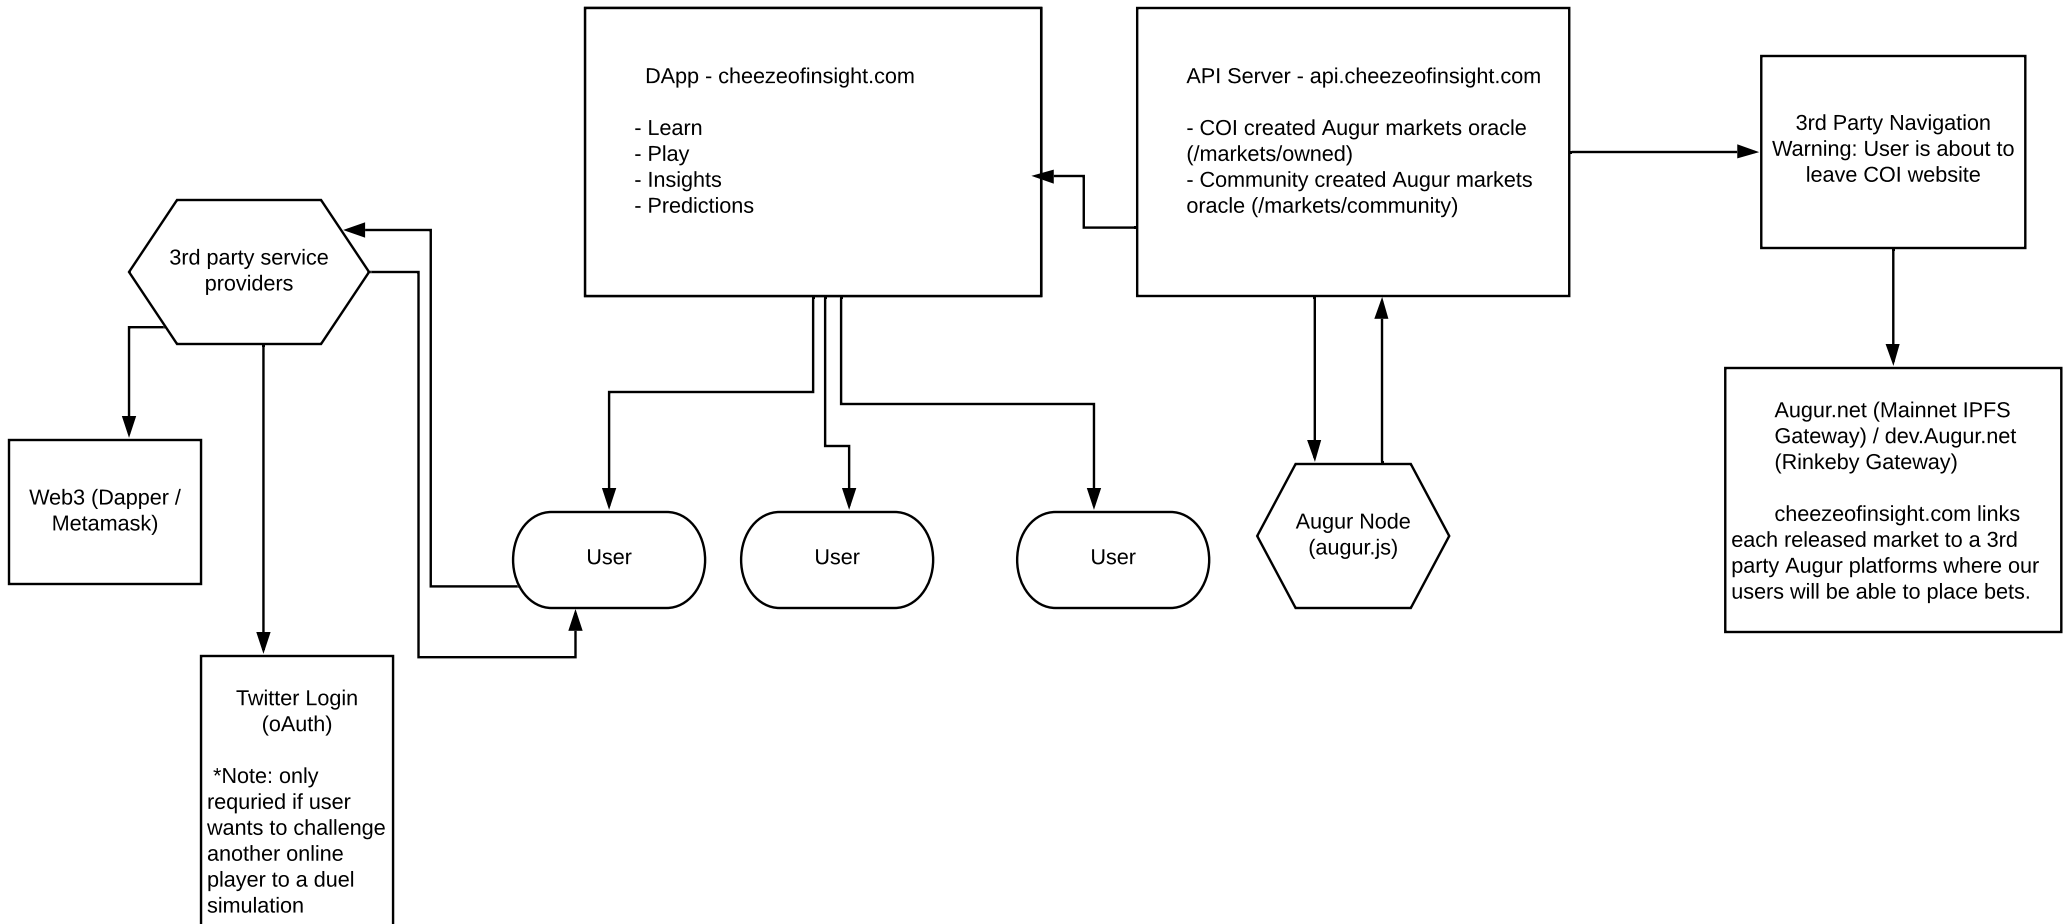 DApp - cheezeofinsight.com
- Learn
- Play
- Insights
- Predictions
API Server - api.cheezeofinsight.com
- COI created Augur markets oracle
(/markets/owned)
- Community created Augur markets
oracle (/markets/community)
3rd Party Navigation
Warning: User is about to
leave COI website
3rd party service
providers
Augur.net (Mainnet IPFS
Gateway) / dev.Augur.net
(Rinkeby Gateway)
cheezeofinsight.com links
each released market to a 3rd
party Augur platforms where our
users will be able to place bets.
Web3 (Dapper /
Metamask)
User
User
User
Augur Node
(augur.js)
Twitter Login
(oAuth)
*Note: only
requried if user
wants to challenge
another online
player to a duel
simulation